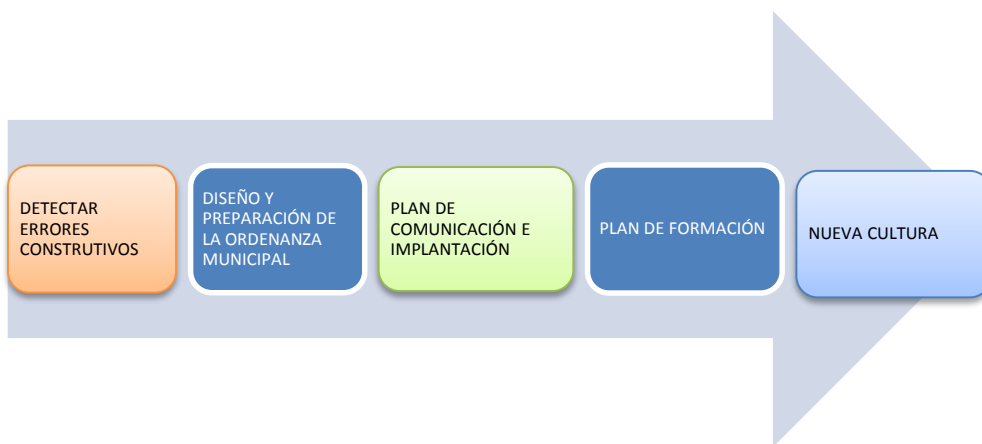 DETECTAR
ERRORES
CONSTRUTIVOS
DISEÑO Y
PREPARACIÓN DE
LA ORDENANZA
MUNICIPAL
PLAN DE
COMUNICACIÓN E
IMPLANTACIÓN
PLAN DE FORMACIÓN
NUEVA CULTURA